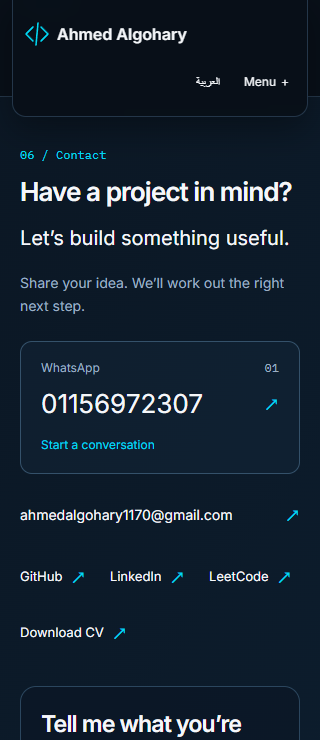 Ahmed Algohary
العربية
Menu +
06 / Contact
Have a project in mind?
Let’s build something useful.
Share your idea. We’ll work out the right
next step.
WhatsApp 01
01156972307 ↗
Start a conversation
ahmedalgohary1170@gmail.com ↗
GitHub ↗ LinkedIn ↗ LeetCode ↗
Download CV ↗
Tell me what you’re